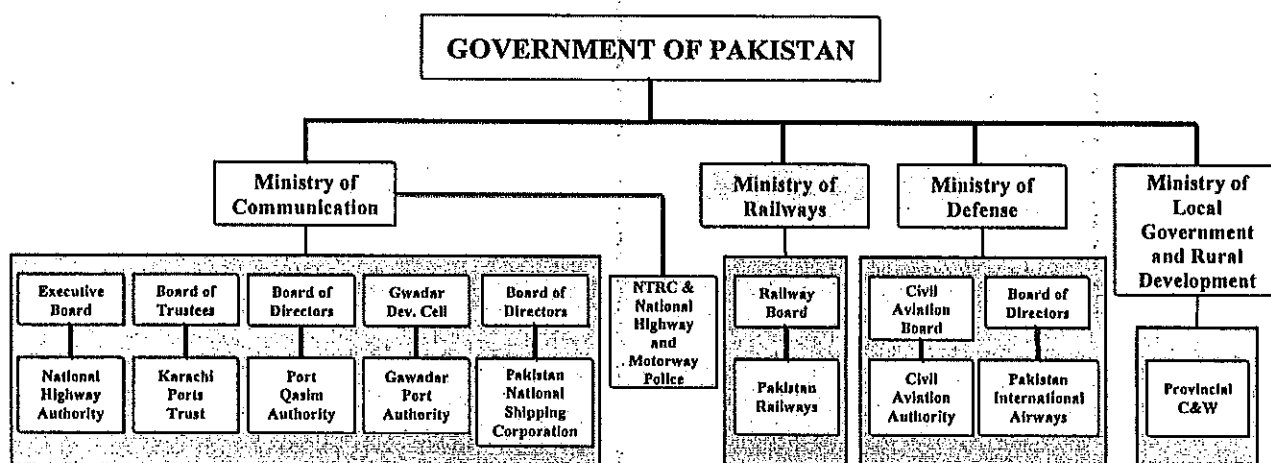 GOVERNMENT OF PAKISTAN
Ministry of
Communication
Ministry of
Railways
Ministry of
Defense
Ministry of
Local
Government
and Rural
Development
Executive
Board
Board of
Trustees
Board of
Directors
Gwadar
Dev. Cell
Board of
Directors
NTRC &
National
Highway
and
Motorway
Police
Railway
Board
Civil
Aviation
Board
Board of
Directors
National
Highway
Authority
Karachi
Ports
Trust
Port
Qasim
Authority
Gawadar
Port
Authority
Pakistan
National
Shipping
Corporation
Pakistan
Railways
Civil
Aviation
Authority
Pakistan
International
Airways
Provincial
C&W